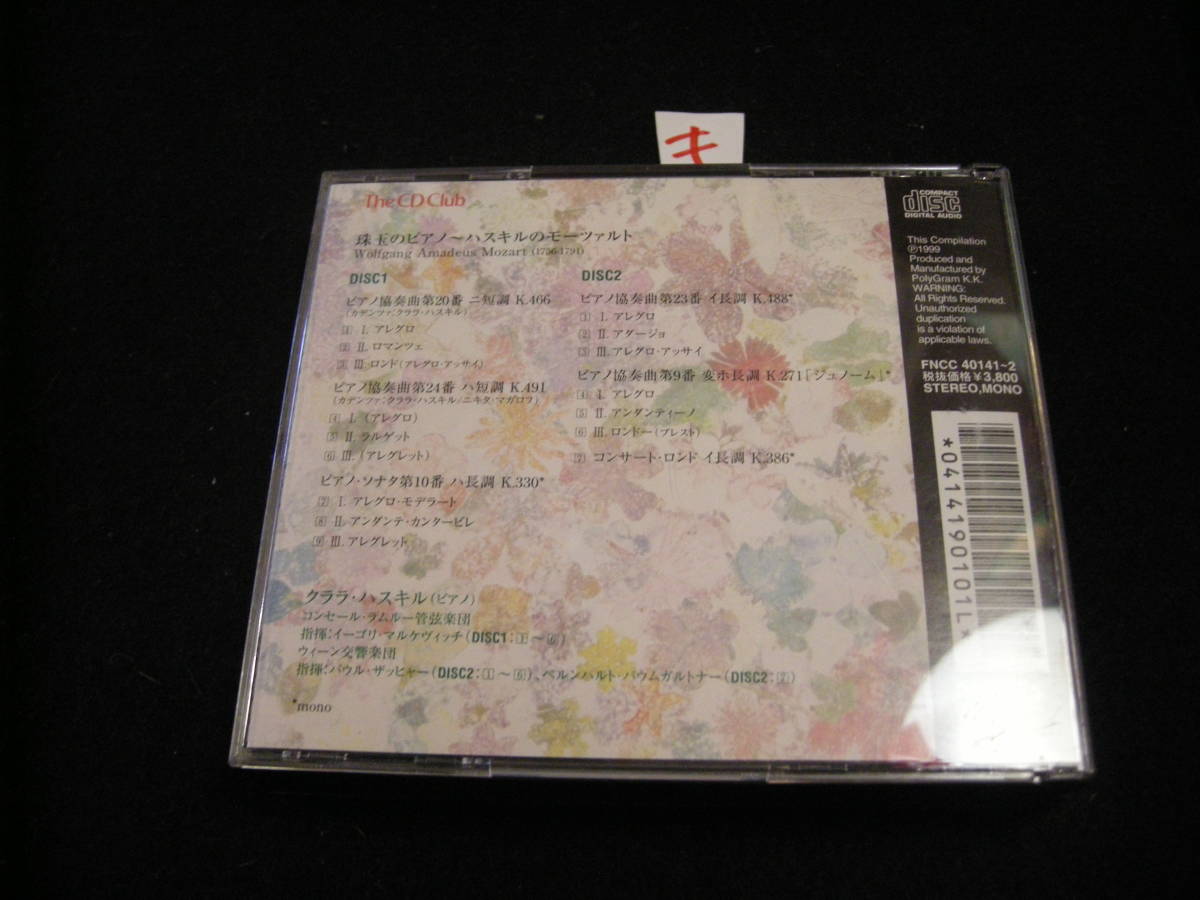 き
The CD Club
珠玉のピアノ～ハスキルのモーツァルト
Wolfgang Amadeus Mozart (1756-1791)
DISC1
ピアノ協奏曲第20番 ニ短調 K.466
(カデンツァ:クララ・ハスキル)
1 I. アレグロ
2 II. ロマンツェ
3 III. ロンド(アレグロ・アッサイ)
ピアノ協奏曲第24番 ハ短調 K.491
(カデンツァ:クララ・ハスキル/ニキタ・マガロフ)
4 I. (アレグロ)
5 II. ラルゲット
6 III. (アレグレット)
ピアノ・ソナタ第10番 ハ長調 K.330*
7 I. アレグロ・モデラート
8 II. アンダンテ・カンタービレ
9 III. アレグレット
DISC2
ピアノ協奏曲第23番 イ長調 K.488*
1 I. アレグロ
2 II. アダージョ
3 III. アレグロ・アッサイ
ピアノ協奏曲第9番 変ホ長調 K.271「ジュノーム」*
4 I. アレグロ
5 II. アンダンティーノ
6 III. ロンドー(プレスト)
7 コンサート・ロンド イ長調 K.386*
クララ・ハスキル(ピアノ)
コンセール・ラムルー管弦楽団
指揮:イーゴリ・マルケヴィッチ(DISC1:1～6)
ウィーン交響楽団
指揮:パウル・ザッヒャー(DISC2:1～6)、ベルンハルト・パウムガルトナー(DISC2:7)
*mono
COMPACT
disc
DIGITAL AUDIO
This Compilation
℗1999
Produced and
Manufactured by
PolyGram K.K.
WARNING:
All Rights Reserved.
Unauthorized
duplication
is a violation of
applicable laws.
FNCC 40141~2
税抜価格¥3,800
STEREO,MONO
*0414190101L*